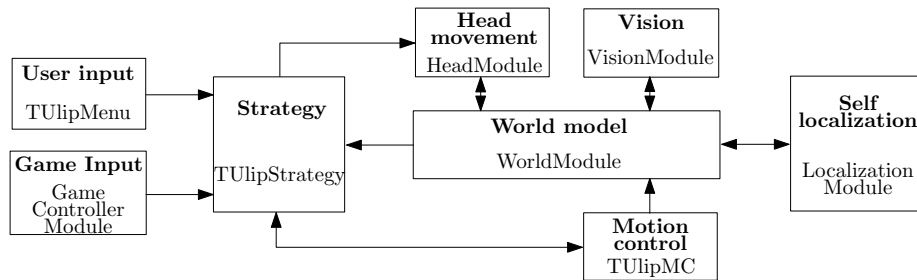 User input
TUlipMenu
Game Input
Game
Controller
Module
Strategy
TUlipStrategy
Head
movement
HeadModule
Vision
VisionModule
World model
WorldModule
Motion
control
TUlipMC
Self
localization
Localization
Module